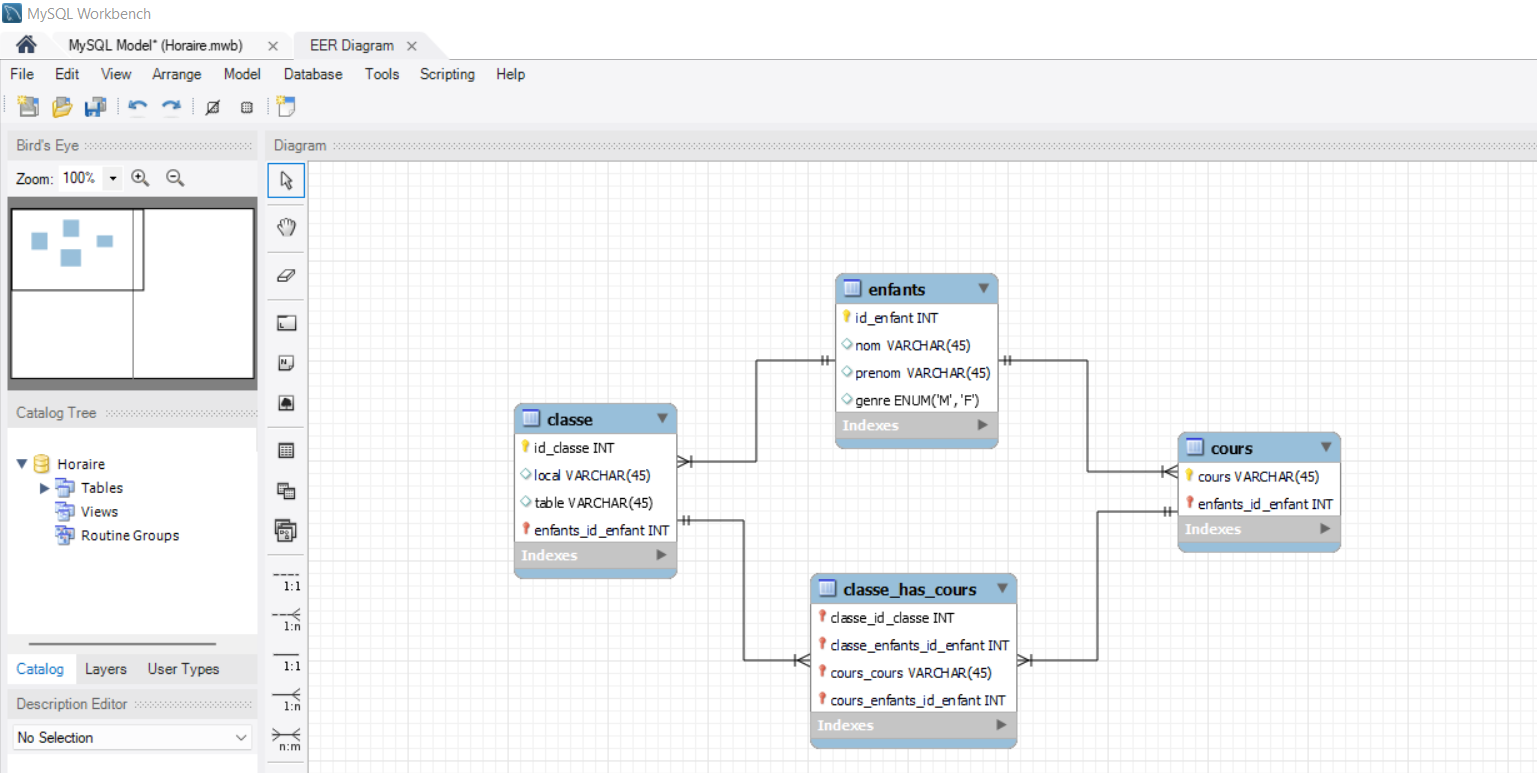 MySQL Workbench
MySQL Model* (Horaire.mwb) EER Diagram
File Edit View Arrange Model Database Tools Scripting Help
Bird's Eye
Zoom: 100%
Catalog Tree
Horaire
Tables
Views
Routine Groups
Catalog Layers User Types
Description Editor
No Selection
Diagram
L
N
1:1
1:n
1:1
1:n
n:m
enfants
id_enfant INT
nom VARCHAR(45)
prenom VARCHAR(45)
genre ENUM('M','F')
Indexes
classe
id_classe INT
local VARCHAR(45)
table VARCHAR(45)
enfants_id_enfant INT
Indexes
cours
cours VARCHAR(45)
enfants_id_enfant INT
Indexes
classe_has_cours
classe_id_classe INT
classe_enfants_id_enfant INT
cours_cours VARCHAR(45)
cours_enfants_id_enfant INT
Indexes